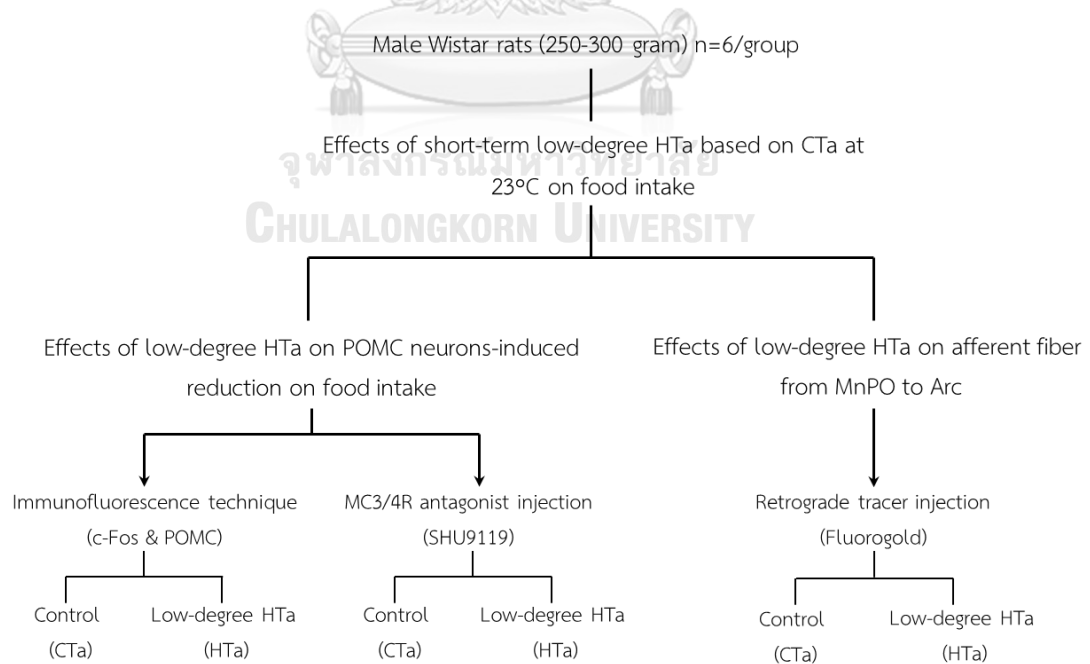 Male Wistar rats (250-300 gram) n=6/group
Effects of short-term low-degree HTa based on CTa at
จุฬาลงกรณ์มหาวิทยาลัย
23°C on food intake
CHULALONGKORN UNIVERSITY
Effects of low-degree HTa on POMC neurons-induced
reduction on food intake
Effects of low-degree HTa on afferent fiber
from MnPO to Arc
Immunofluorescence technique
(c-Fos & POMC)
MC3/4R antagonist injection
(SHU9119)
Retrograde tracer injection
(Fluorogold)
Control
(CTa)
Low-degree HTa
(HTa)
Control
(CTa)
Low-degree HTa
(HTa)
Control
(CTa)
Low-degree HTa
(HTa)